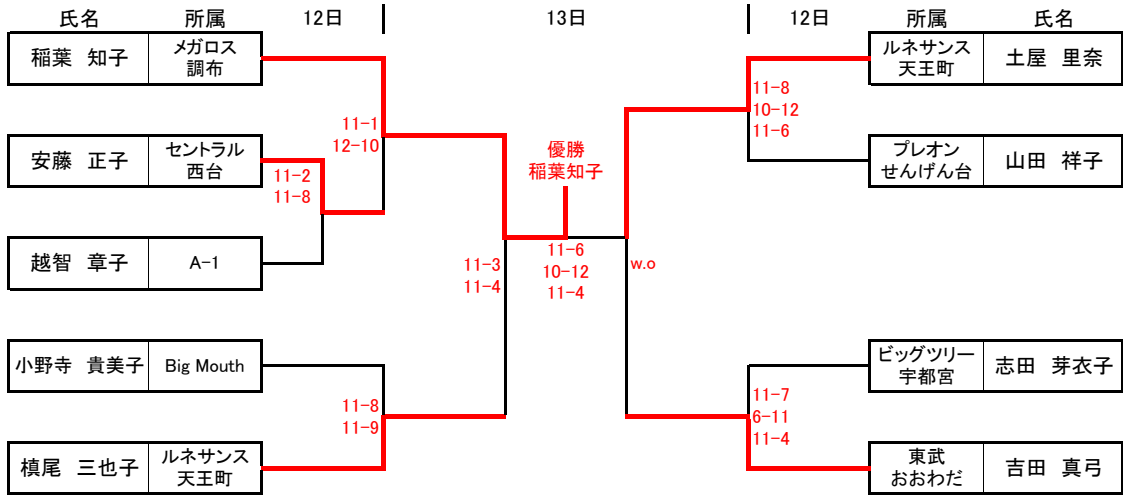 氏名 所属 12日 13日 12日 所属 氏名
稲葉 知子 メガロス
調布
ルネサンス
天王町 土屋 里奈
11-8
10-12
11-6
11-1
12-10
安藤 正子 セントラル
西台
11-2
11-8
優勝
稲葉知子
プレオン
せんげん台 山田 祥子
越智 章子 A-1
11-3
11-4
11-6
10-12
11-4
w.o
小野寺 貴美子 Big Mouth
ビッグツリー
宇都宮 志田 芽衣子
11-8
11-9
11-7
6-11
11-4
槙尾 三也子 ルネサンス
天王町
東武
おおわだ 吉田 真弓